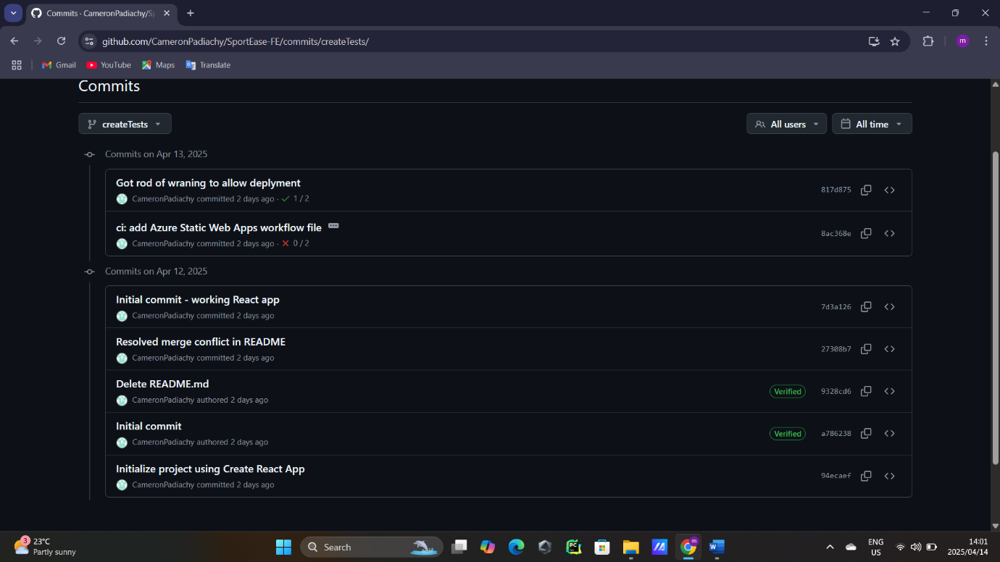 Commits · CameronPadiachy/Sp
github.com/CameronPadiachy/SportEase-FE/commits/createTests/
m
Gmail
YouTube
Maps
Translate
Commits
createTests
All users
All time
Commits on Apr 13, 2025
Got rod of wraning to allow deplyment
CameronPadiachy committed 2 days ago · 1 / 2
817d875
ci: add Azure Static Web Apps workflow file
CameronPadiachy committed 2 days ago · 0 / 2
8ac368e
Commits on Apr 12, 2025
Initial commit - working React app
CameronPadiachy committed 2 days ago
7d3a126
Resolved merge conflict in README
CameronPadiachy committed 2 days ago
27308b7
Delete README.md
CameronPadiachy authored 2 days ago
Verified
9328cd6
Initial commit
CameronPadiachy authored 2 days ago
Verified
a786238
Initialize project using Create React App
CameronPadiachy committed 2 days ago
94ecaef
3
23°C
Partly sunny
Search
PC
m
ENG
US
14:01
2025/04/14